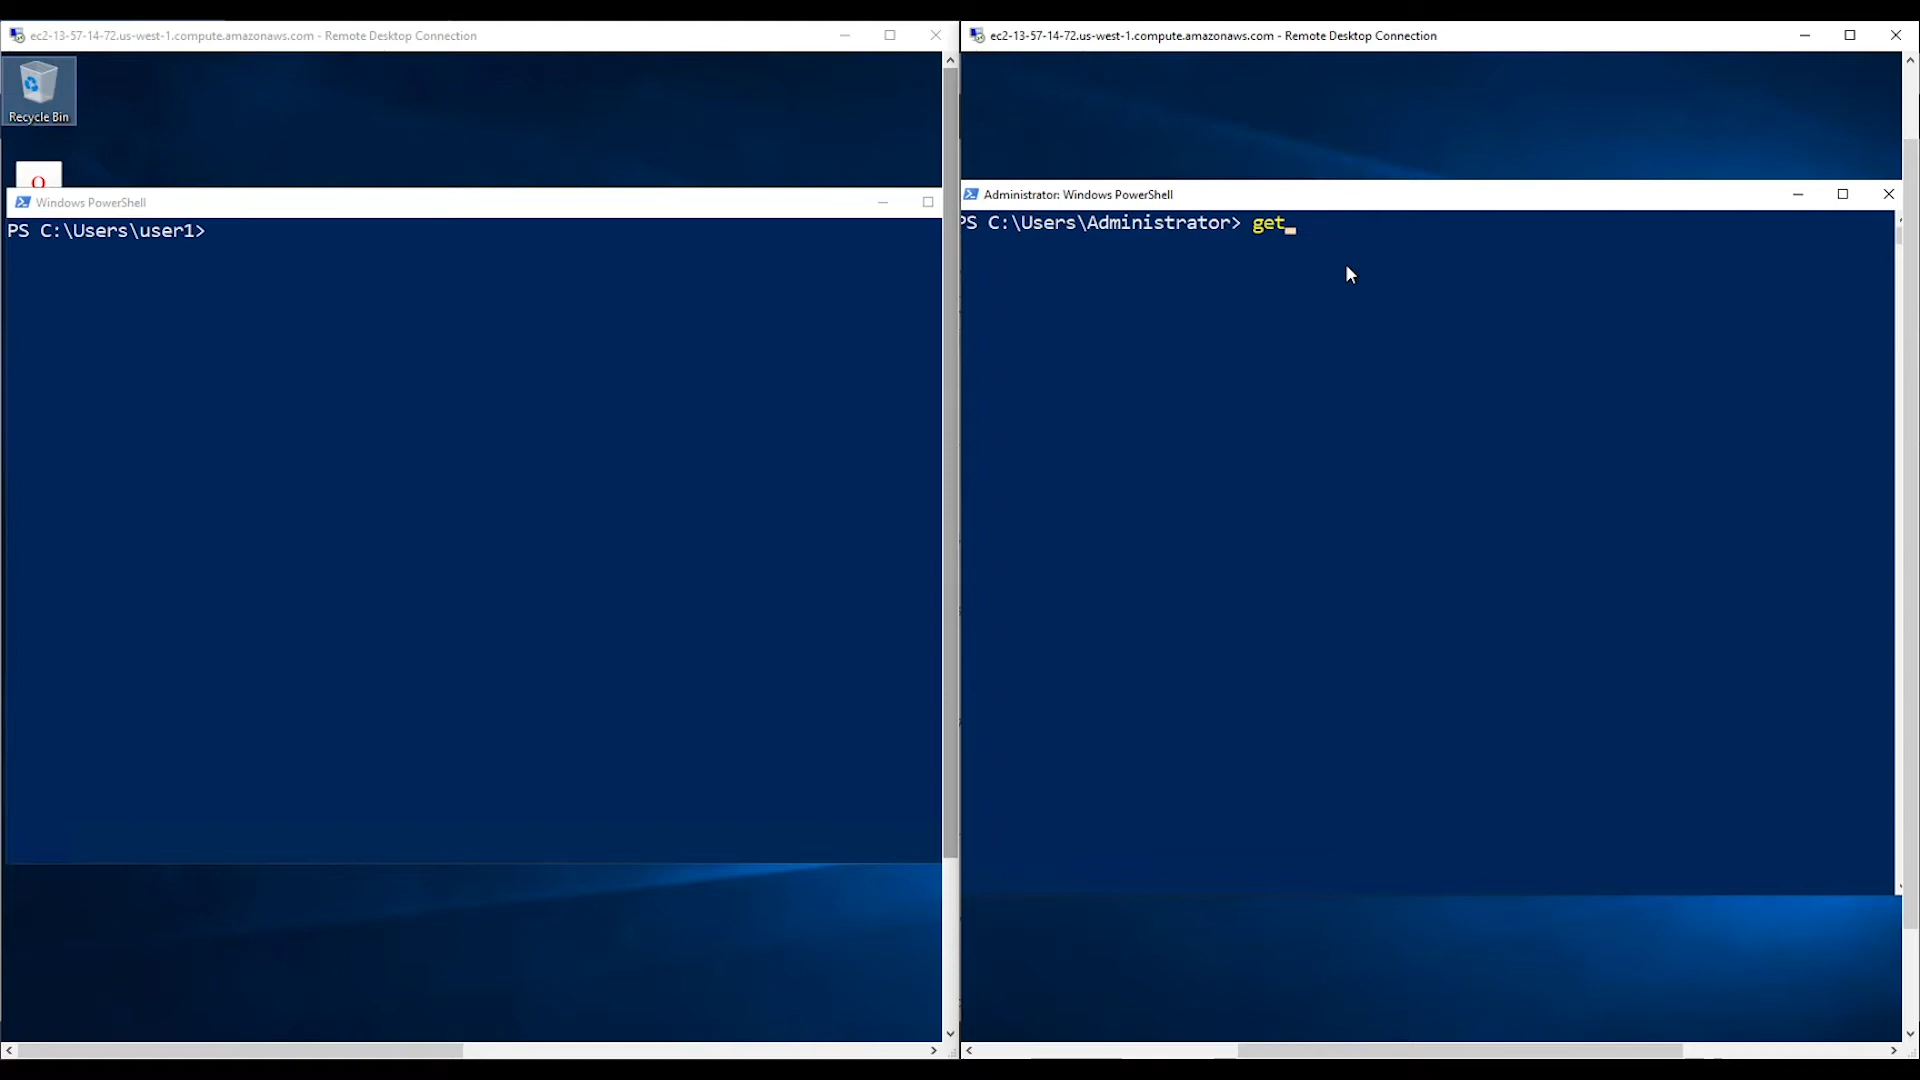 ec2-13-57-14-72.us-west-1.compute.amazonaws.com - Remote Desktop Connection
Recycle Bin
O
Windows PowerShell
PS C:\Users\user1>
ec2-13-57-14-72.us-west-1.compute.amazonaws.com - Remote Desktop Connection
Administrator: Windows PowerShell
PS C:\Users\Administrator> get_